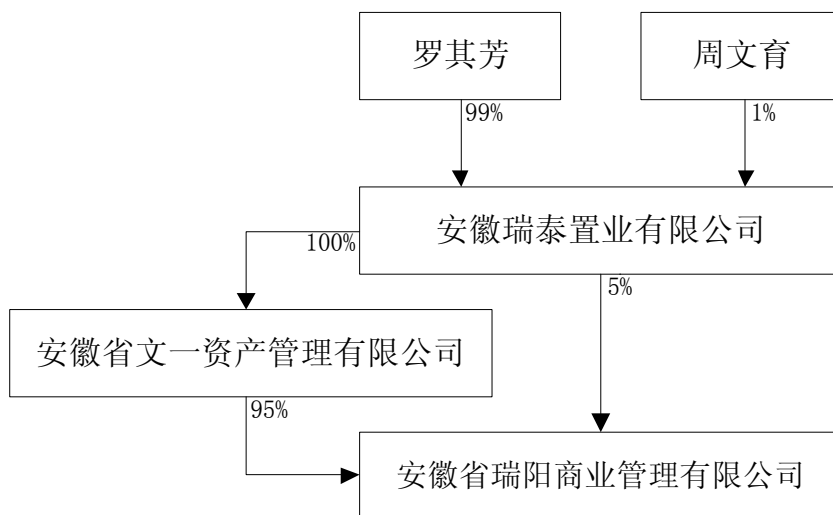 罗其芳
周文育
99%
1%
安徽瑞泰置业有限公司
100%
5%
安徽省文一资产管理有限公司
95%
安徽省瑞阳商业管理有限公司